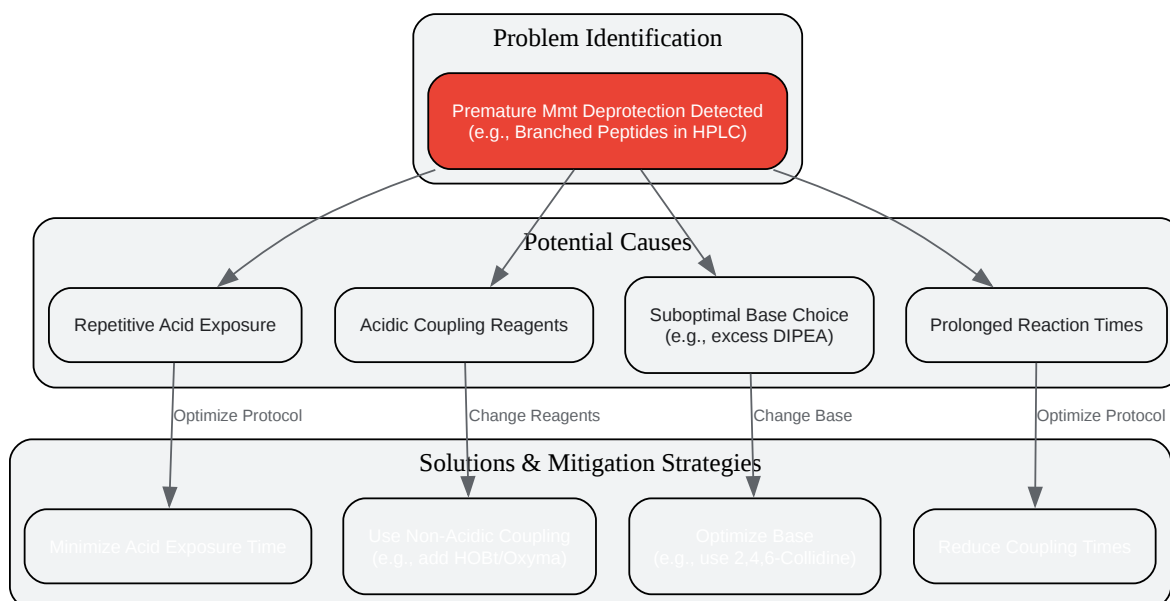 Problem Identification
Premature Mmt Deprotection Detected
(e.g., Branched Peptides in HPLC)
Potential Causes
Repetitive Acid Exposure
Acidic Coupling Reagents
Suboptimal Base Choice
(e.g., excess DIPEA)
Prolonged Reaction Times
Optimize Protocol
Change Reagents
Change Base
Optimize Protocol
Solutions & Mitigation Strategies
Minimize Acid Exposure Time
Use Non-Acidic Coupling
(e.g., add HOBt/Oxyma)
Optimize Base
(e.g., use 2,4,6-Collidine)
Reduce Coupling Times